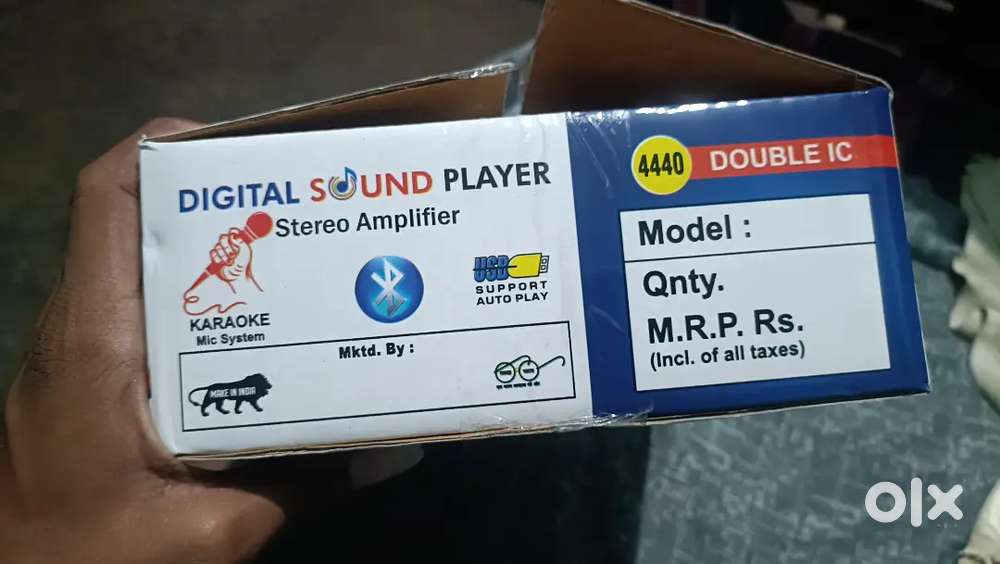 DIGITAL SOUND PLAYER
Stereo Amplifier
KARAOKE
Mic System
USB
SUPPORT
AUTO PLAY
Mktd. By :
MAKE IN INDIA
4440
DOUBLE IC
Model :
Qnty.
M.R.P. Rs.
(Incl. of all taxes)
olx